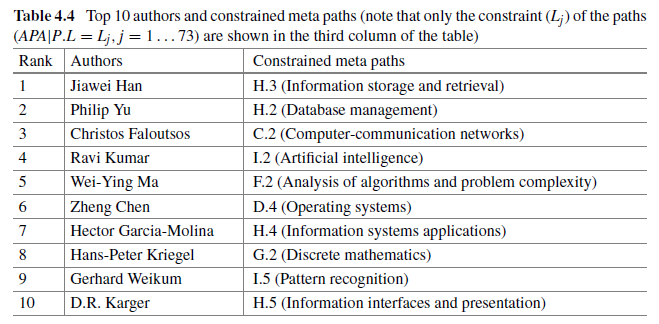 Table 4.4 Top 10 authors and constrained meta paths (note that only the constraint (Lj) of the paths
(APA|P.L = Lj, j = 1...73) are shown in the third column of the table)
Rank Authors Constrained meta paths
1 Jiawei Han H.3 (Information storage and retrieval)
2 Philip Yu H.2 (Database management)
3 Christos Faloutsos C.2 (Computer-communication networks)
4 Ravi Kumar I.2 (Artificial intelligence)
5 Wei-Ying Ma F.2 (Analysis of algorithms and problem complexity)
6 Zheng Chen D.4 (Operating systems)
7 Hector Garcia-Molina H.4 (Information systems applications)
8 Hans-Peter Kriegel G.2 (Discrete mathematics)
9 Gerhard Weikum I.5 (Pattern recognition)
10 D.R. Karger H.5 (Information interfaces and presentation)